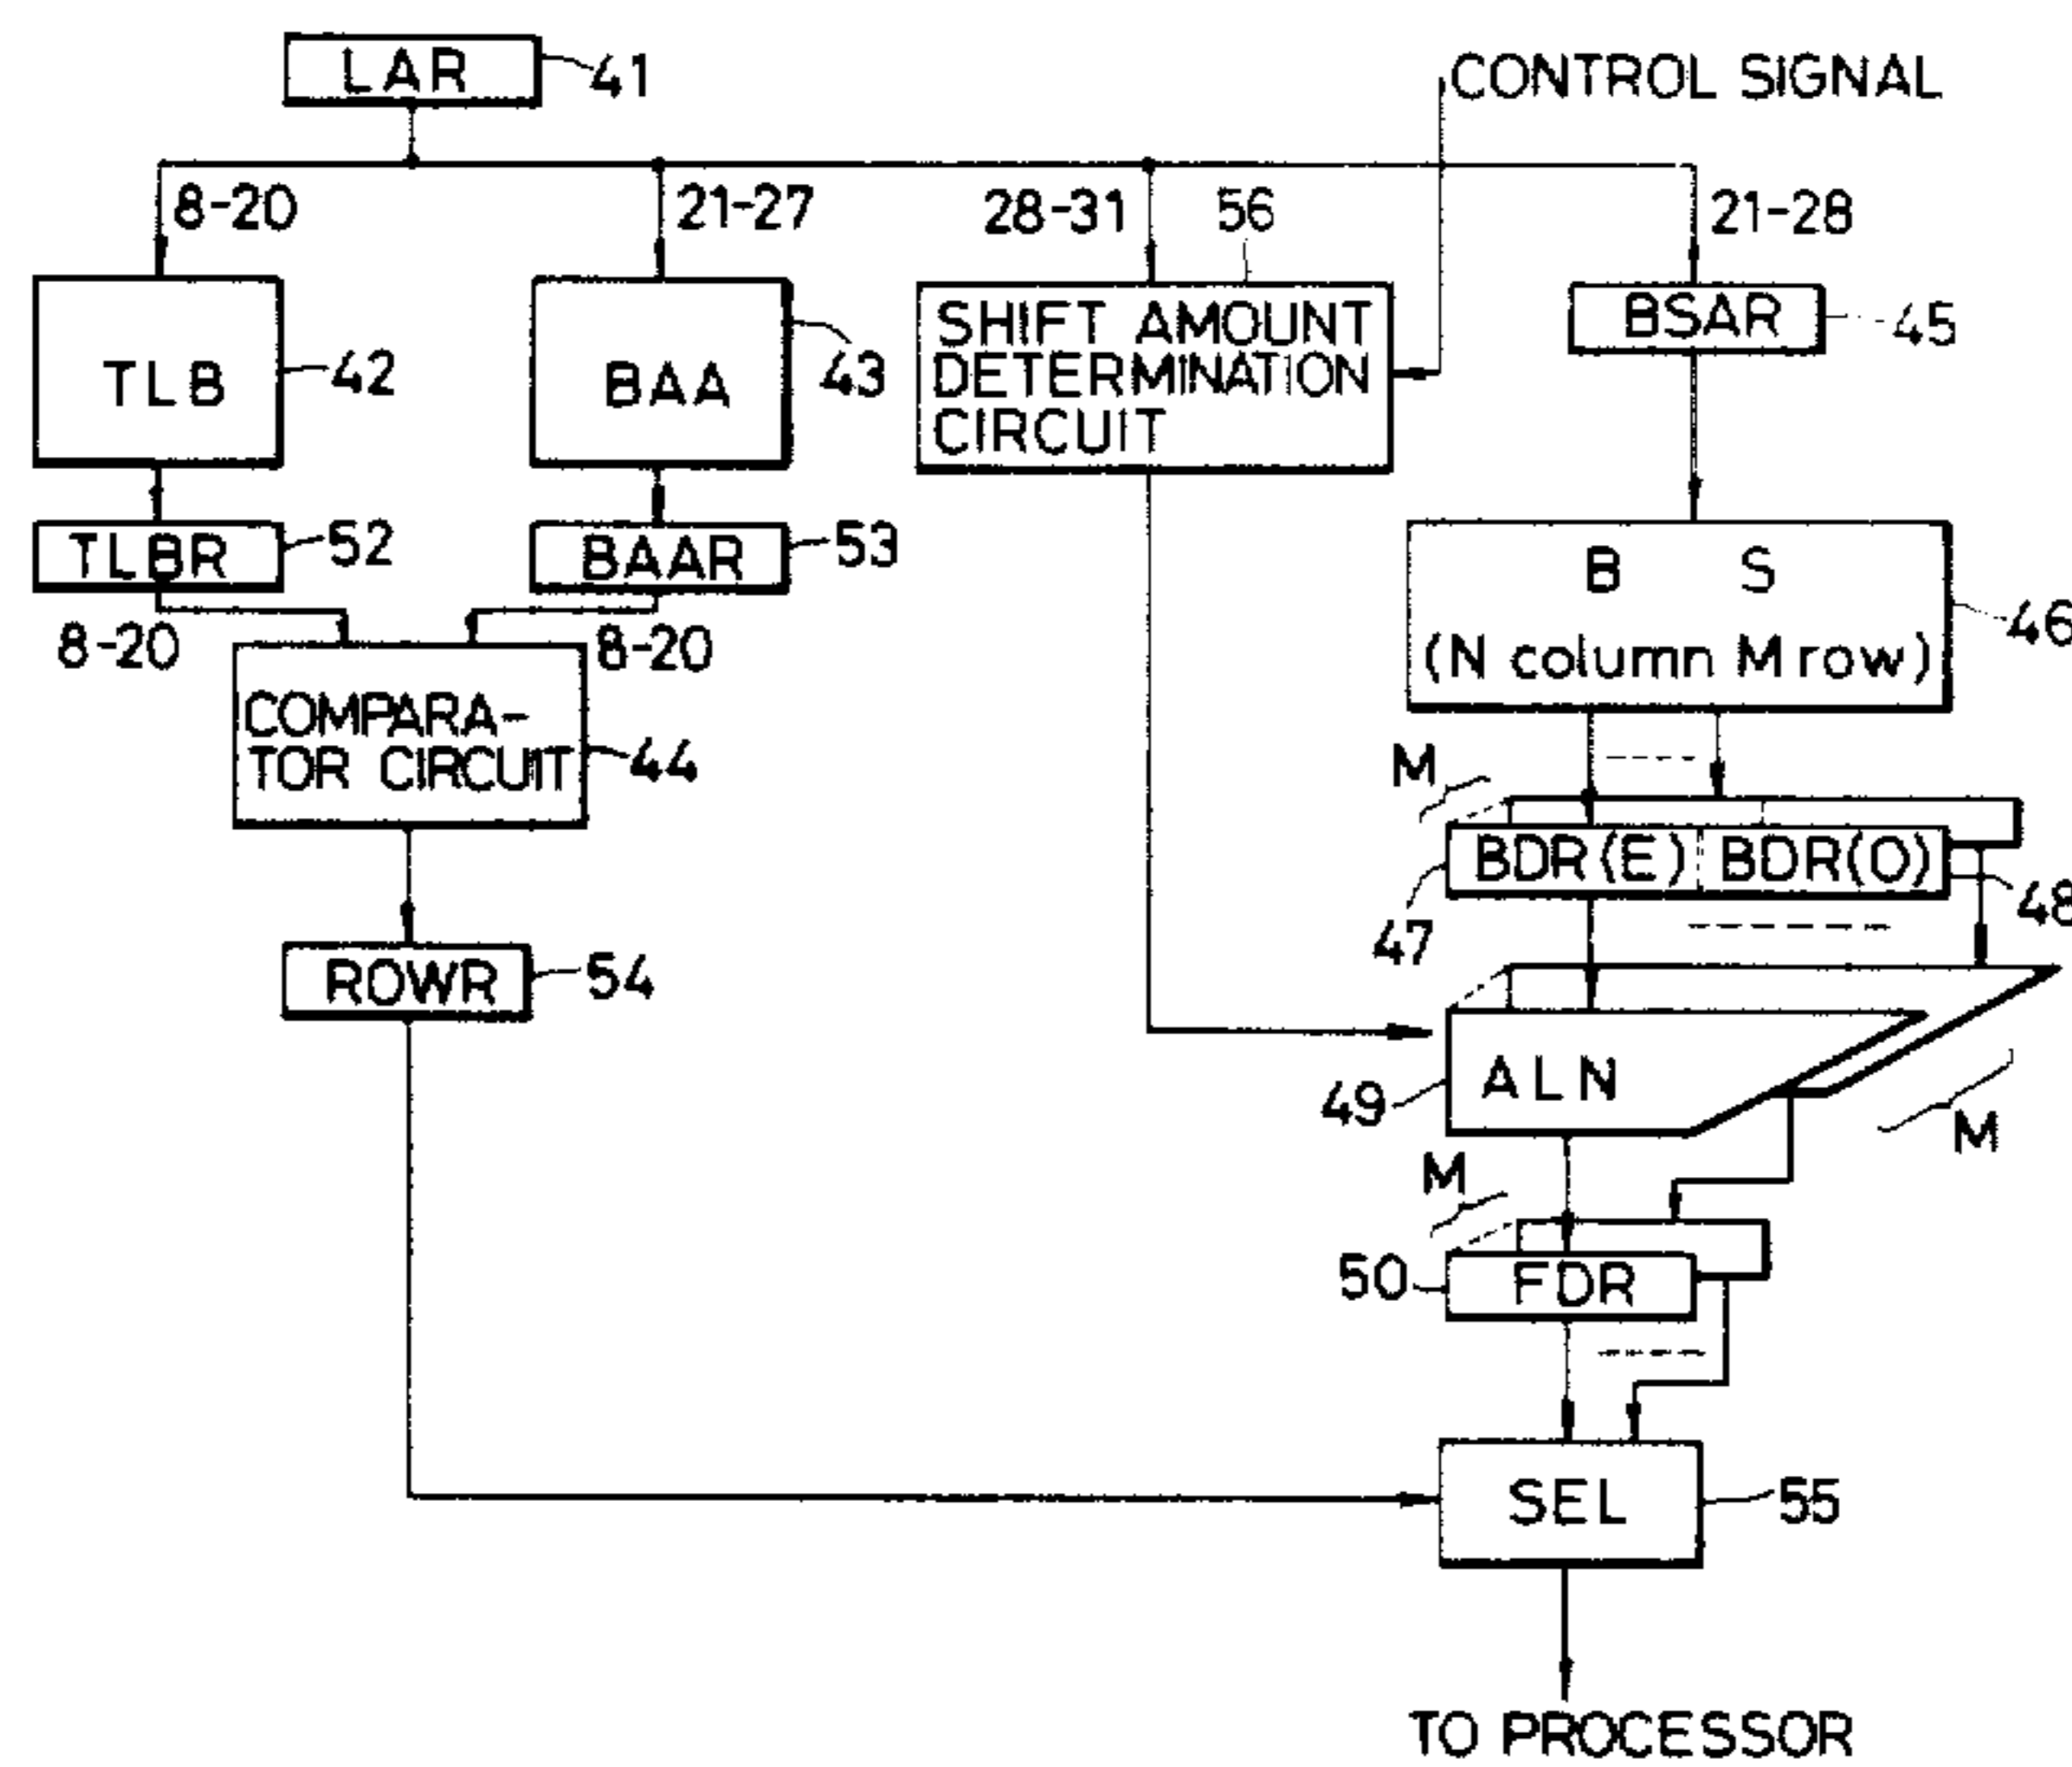 LAR
41
CONTROL SIGNAL
8-20
21-27
28-31
56
21-28
TLB
42
BAA
43
SHIFT AMOUNT
DETERMINATION
CIRCUIT
BSAR
45
TLBR
52
BAAR
53
B S
(N column M row)
46
8-20
8-20
COMPARA-
TOR CIRCUIT
44
M
BDR(E)
BDR(O)
47
48
ROWR
54
ALN
49
M
M
50
FDR
SEL
55
TO PROCESSOR